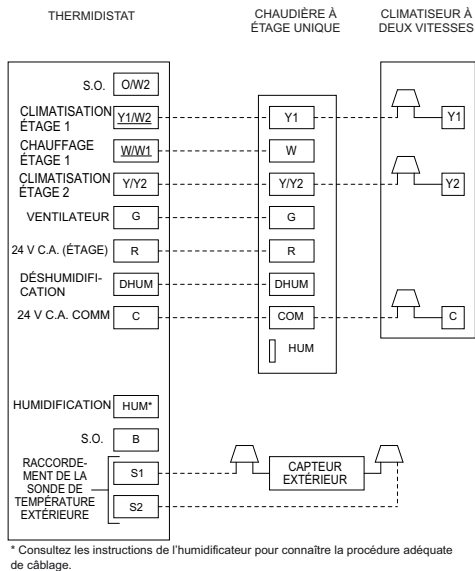 THERMIDISTAT
CHAUDIÈRE À
ÉTAGE UNIQUE
CLIMATISEUR À
DEUX VITESSES
S.O. O/W2
CLIMATISATION
ÉTAGE 1
Y1/W2 Y1 Y1
CHAUFFAGE
ÉTAGE 1
W/W1 W
CLIMATISATION
ÉTAGE 2
Y/Y2 Y/Y2 Y2
VENTILATEUR G G
24 V C.A. (ÉTAGE) R R
DÉSHUMIDIFI-
CATION
DHUM DHUM
24 V C.A. COMM C COM C
HUM
HUMIDIFICATION HUM*
S.O. B
RACCORDE-
MENT DE LA
SONDE DE
TEMPÉRATURE
EXTÉRIEURE
S1
S2
CAPTEUR
EXTÉRIEUR
* Consultez les instructions de l’humidificateur pour connaître la procédure adéquate
de câblage.